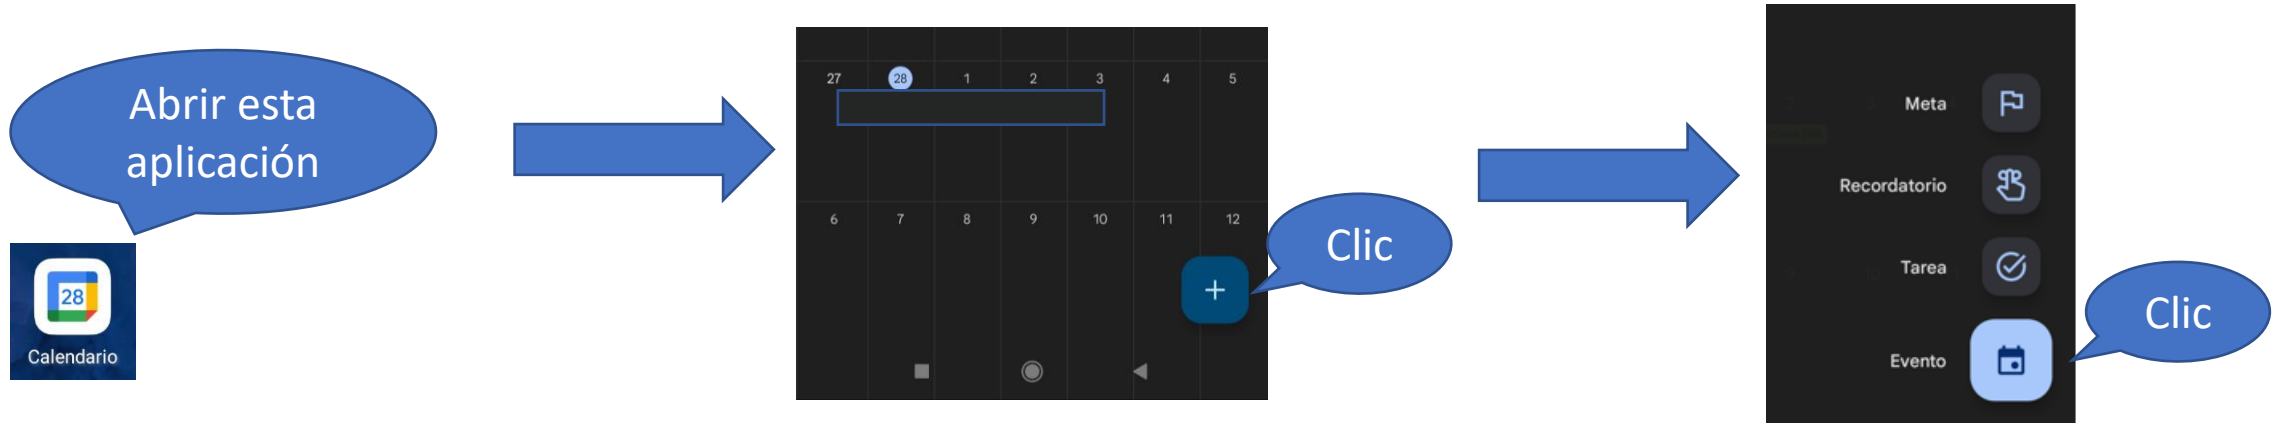 Abrir esta
aplicación
28
Calendario
27 28 1 2 3 4 5
6 7 8 9 10 11 12
+
Clic
Meta
Recordatorio
Tarea
Evento
Clic